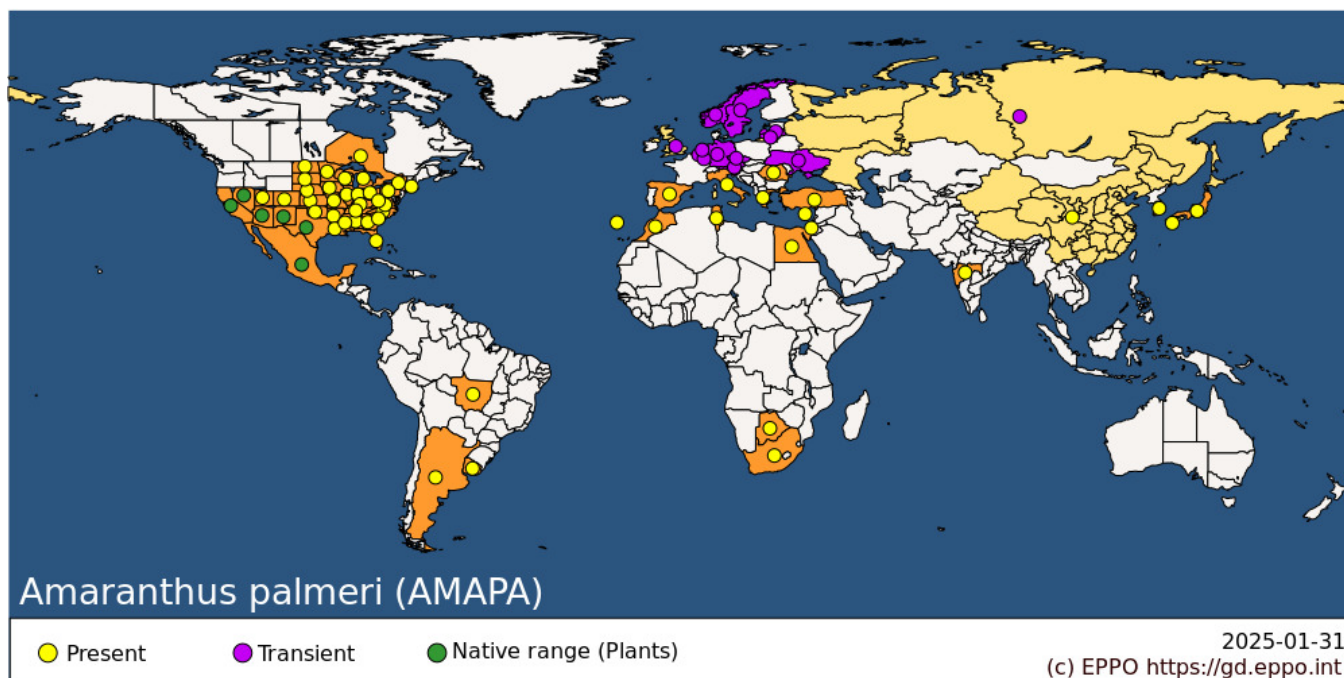 Amaranthus palmeri (AMAPA)
Present
Transient
Native range (Plants)
2025-01-31
(c) EPPO https://gd.eppo.int